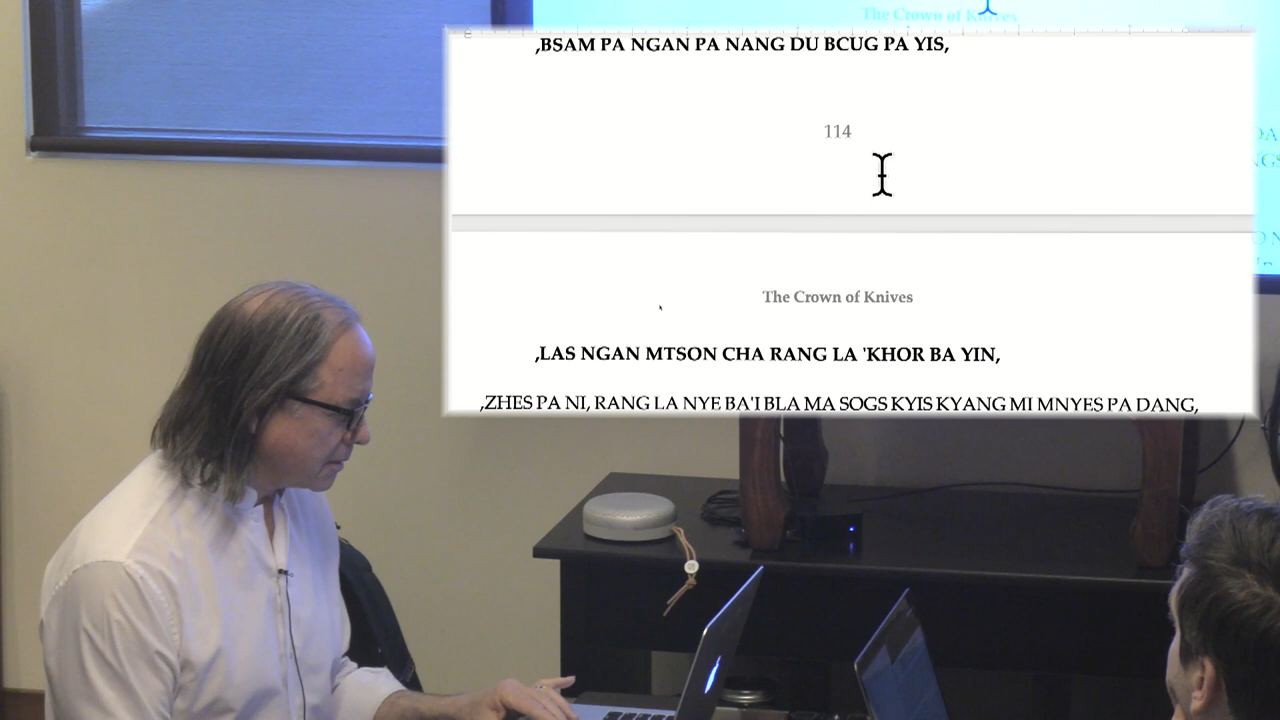 The Crown of Knives
,BSAM PA NGAN PA NANG DU BCUG PA YIS,
114
The Crown of Knives
,LAS NGAN MTSON CHA RANG LA 'KHOR BA YIN,
,ZHES PA NI, RANG LA NYE BA'I BLA MA SOGS KYIS KYANG MI MNYES PA DANG,